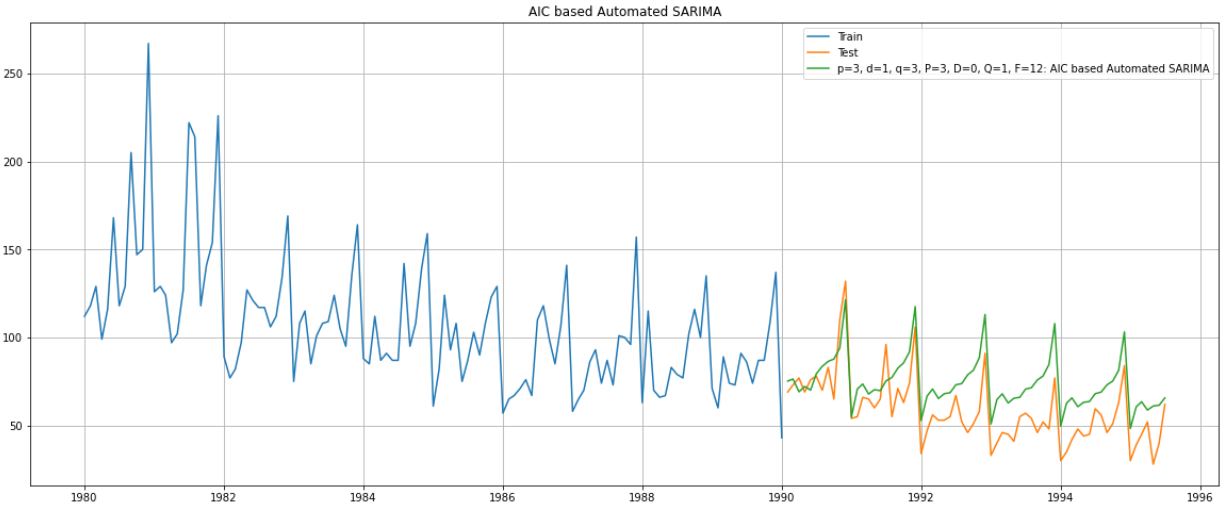 AIC based Automated SARIMA
Train
Test
p=3, d=1, q=3, P=3, D=0, Q=1, F=12: AIC based Automated SARIMA
250
200
150
100
50
1980 1982 1984 1986 1988 1990 1992 1994 1996